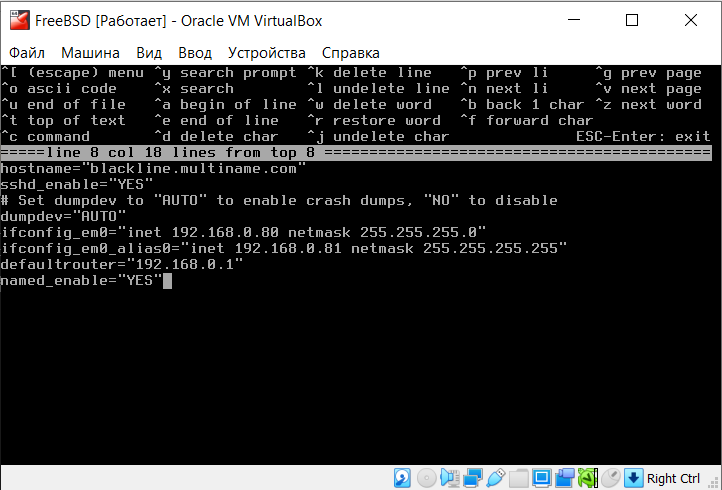 FreeBSD [Работает] - Oracle VM VirtualBox
Файл Машина Вид Ввод Устройства Справка
^[ (escape) menu ^y search prompt ^k delete line ^p prev li ^g prev page
^o ascii code ^x search ^l undelete line ^n next li ^v next page
^u end of file ^a begin of line ^w delete word ^b back 1 char ^z next word
^t top of text ^e end of line ^r restore word ^f forward char
^c command ^d delete char ^j undelete char ESC-Enter: exit
=====line 8 col 18 lines from top 8 ============================================
hostname="blackline.multiname.com"
sshd_enable="YES"
# Set dumpdev to "AUTO" to enable crash dumps, "NO" to disable
dumpdev="AUTO"
ifconfig_em0="inet 192.168.0.80 netmask 255.255.255.0"
ifconfig_em0_alias0="inet 192.168.0.81 netmask 255.255.255.255"
defaultrouter="192.168.0.1"
named_enable="YES"
Right Ctrl